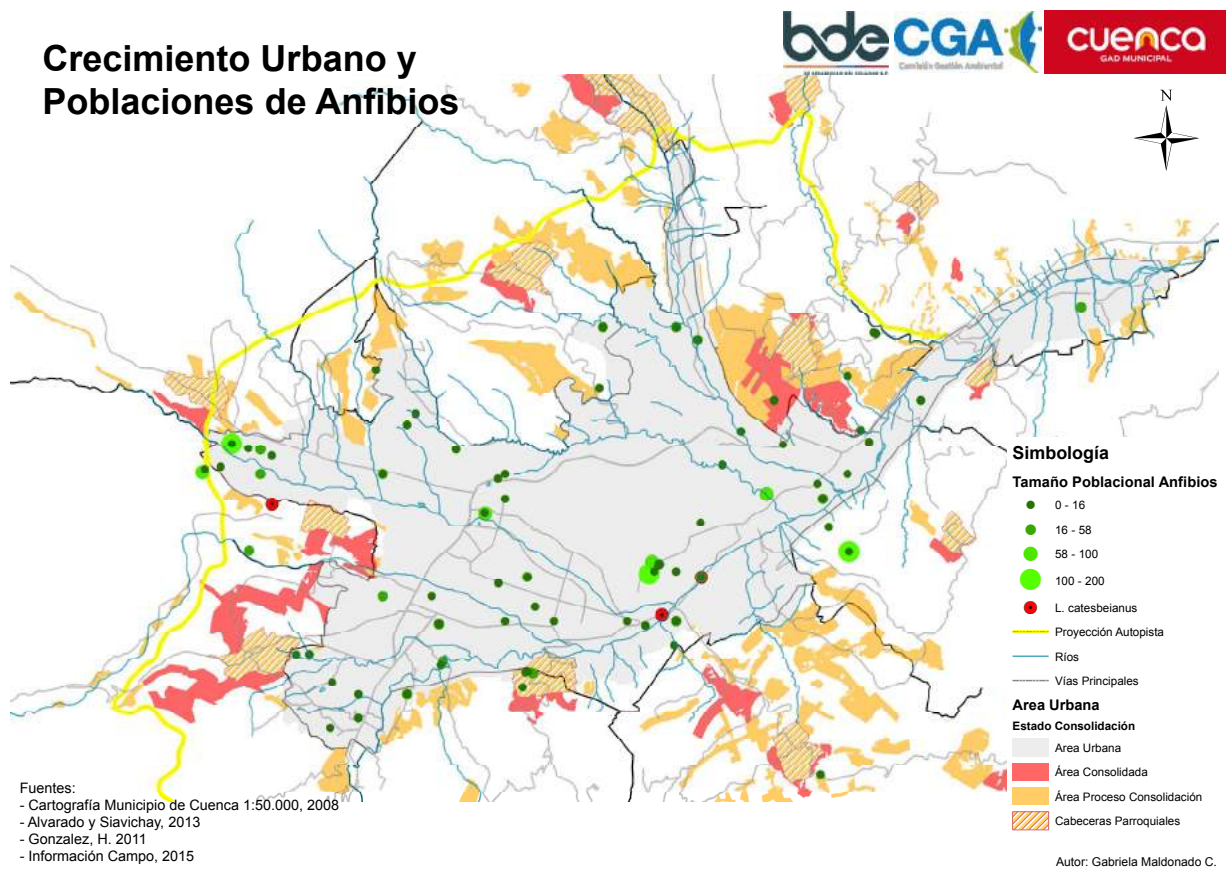 Crecimiento Urbano y
Poblaciones de Anfibios
bde
CGA
Comisión Gestión Ambiental
CUENCA
GAD MUNICIPAL
N
Simbología
Tamaño Poblacional Anfibios
0 - 16
16 - 58
58 - 100
100 - 200
L. catesbeianus
Proyección Autopista
Ríos
Vías Principales
Area Urbana
Estado Consolidación
Area Urbana
Área Consolidada
Área Proceso Consolidación
Cabeceras Parroquiales
Fuentes:
- Cartografía Municipio de Cuenca 1:50.000, 2008
- Alvarado y Siavichay, 2013
- Gonzalez, H. 2011
- Información Campo, 2015
Autor: Gabriela Maldonado C.